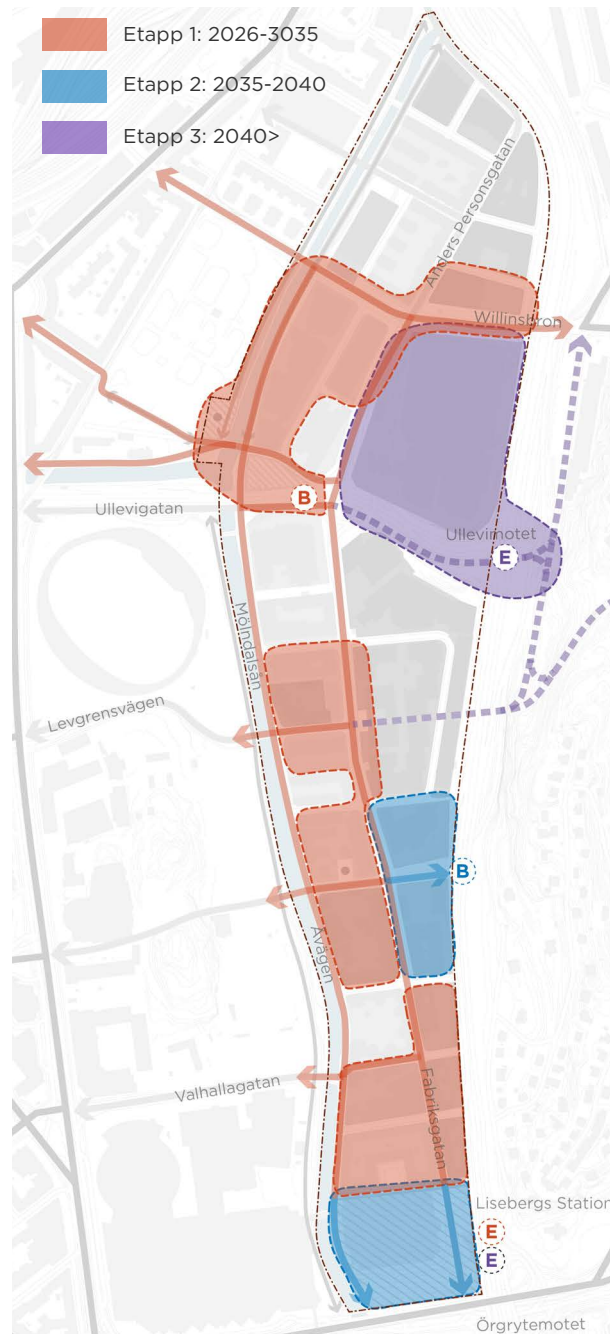 Etapp 1: 2026-3035
Etapp 2: 2035-2040
Etapp 3: 2040>
Anders Personsgatan
Willinsbron
B
Ullevigatan
Ullevimotet
E
Mölndalsån
Levgrensvägen
B
Åvägen
Valhallagatan
Fabriksgatan
Lisebergs Station
E
E
Örgrytemotet